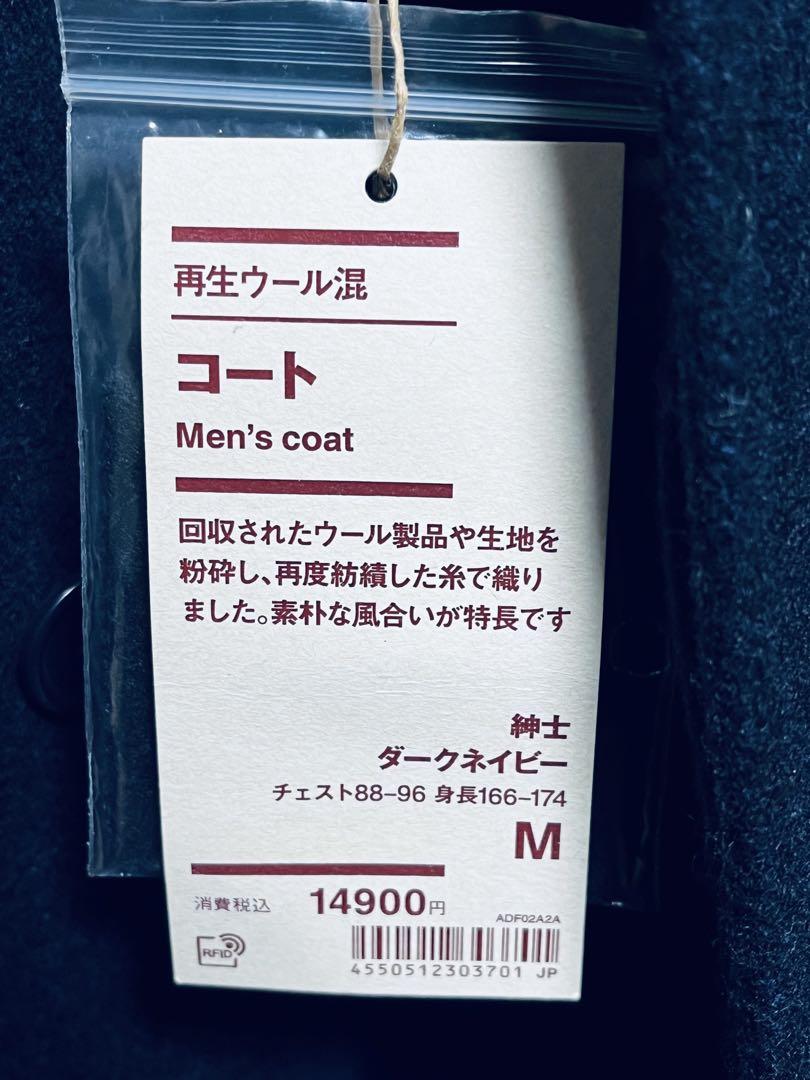 再生ウール混
コート
Men's coat
回収されたウール製品や生地を
粉砕し、再度紡績した糸で織り
ました。素朴な風合いが特長です
紳士
ダークネイビー
チェスト88-96 身長166-174
M
消費税込 14900円
ADF02A2A
RFID
4550512303701 JP